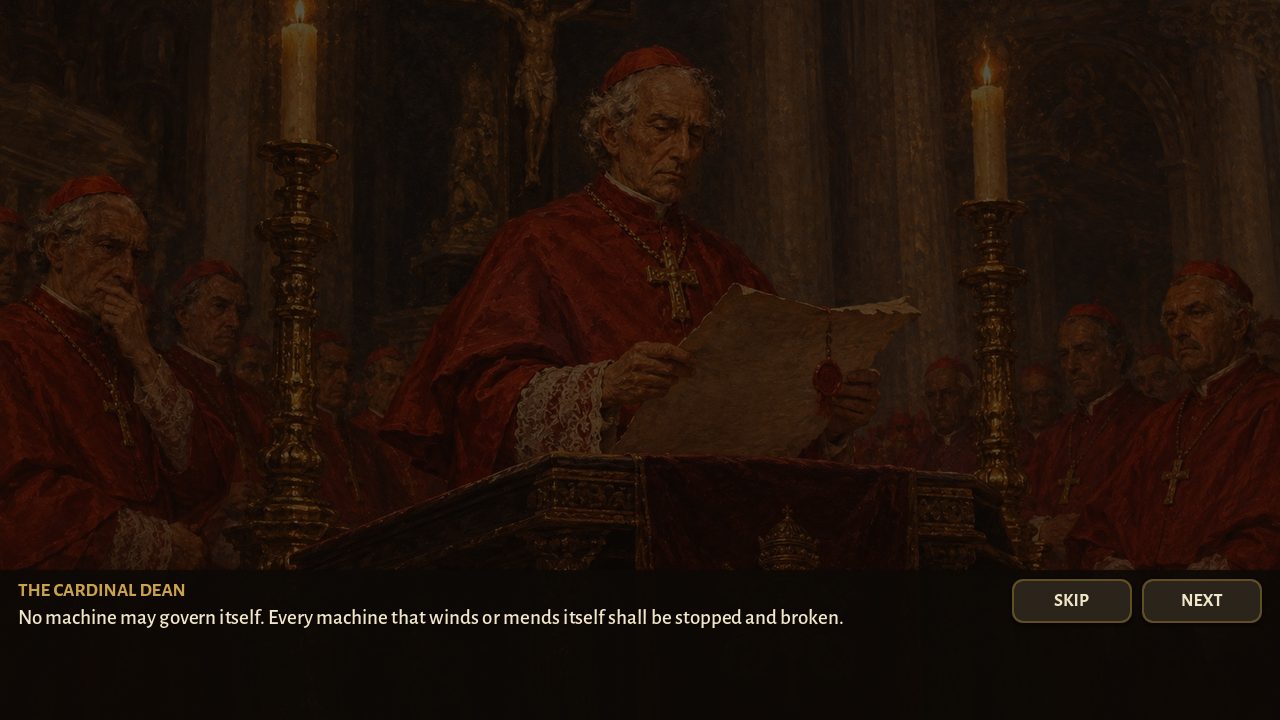 THE CARDINAL DEAN
No machine may govern itself. Every machine that winds or mends itself shall be stopped and broken.
SKIP
NEXT